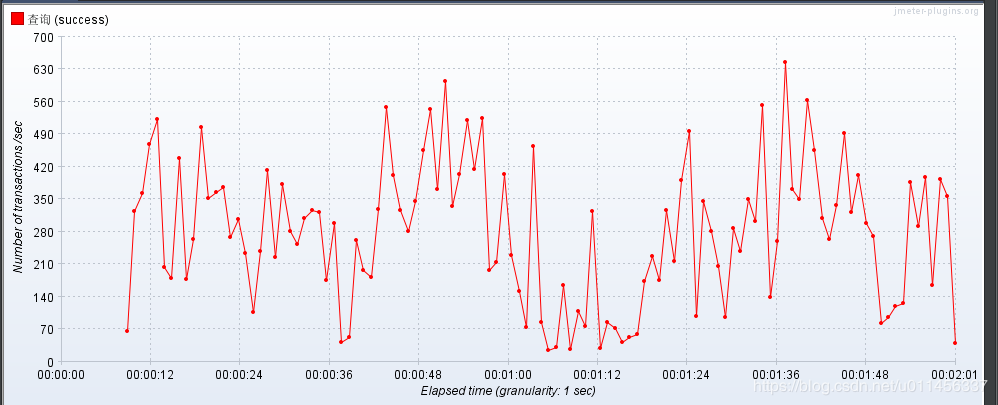 jmeter-plugins.org
查询 (success)
700
630
560
490
420
350
280
210
140
70
0
Number of transactions /sec
00:00:00 00:00:12 00:00:24 00:00:36 00:00:48 00:01:00 00:01:12 00:01:24 00:01:36 00:01:48 00:02:01
Elapsed time (granularity: 1 sec)
https://blog.csdn.net/u011456337